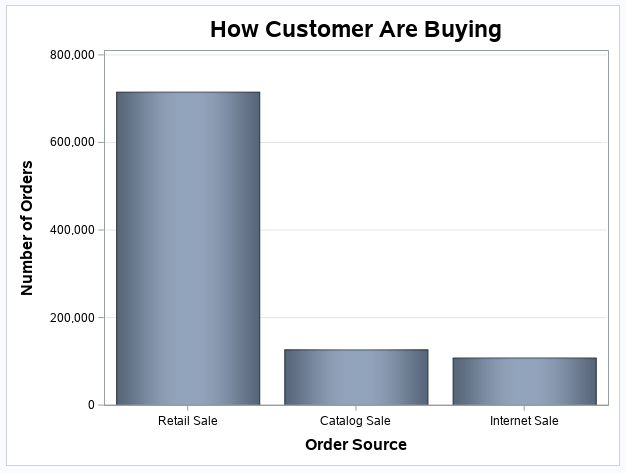 How Customer Are Buying
800,000
600,000
400,000
200,000
0
Number of Orders
Retail Sale
Catalog Sale
Internet Sale
Order Source